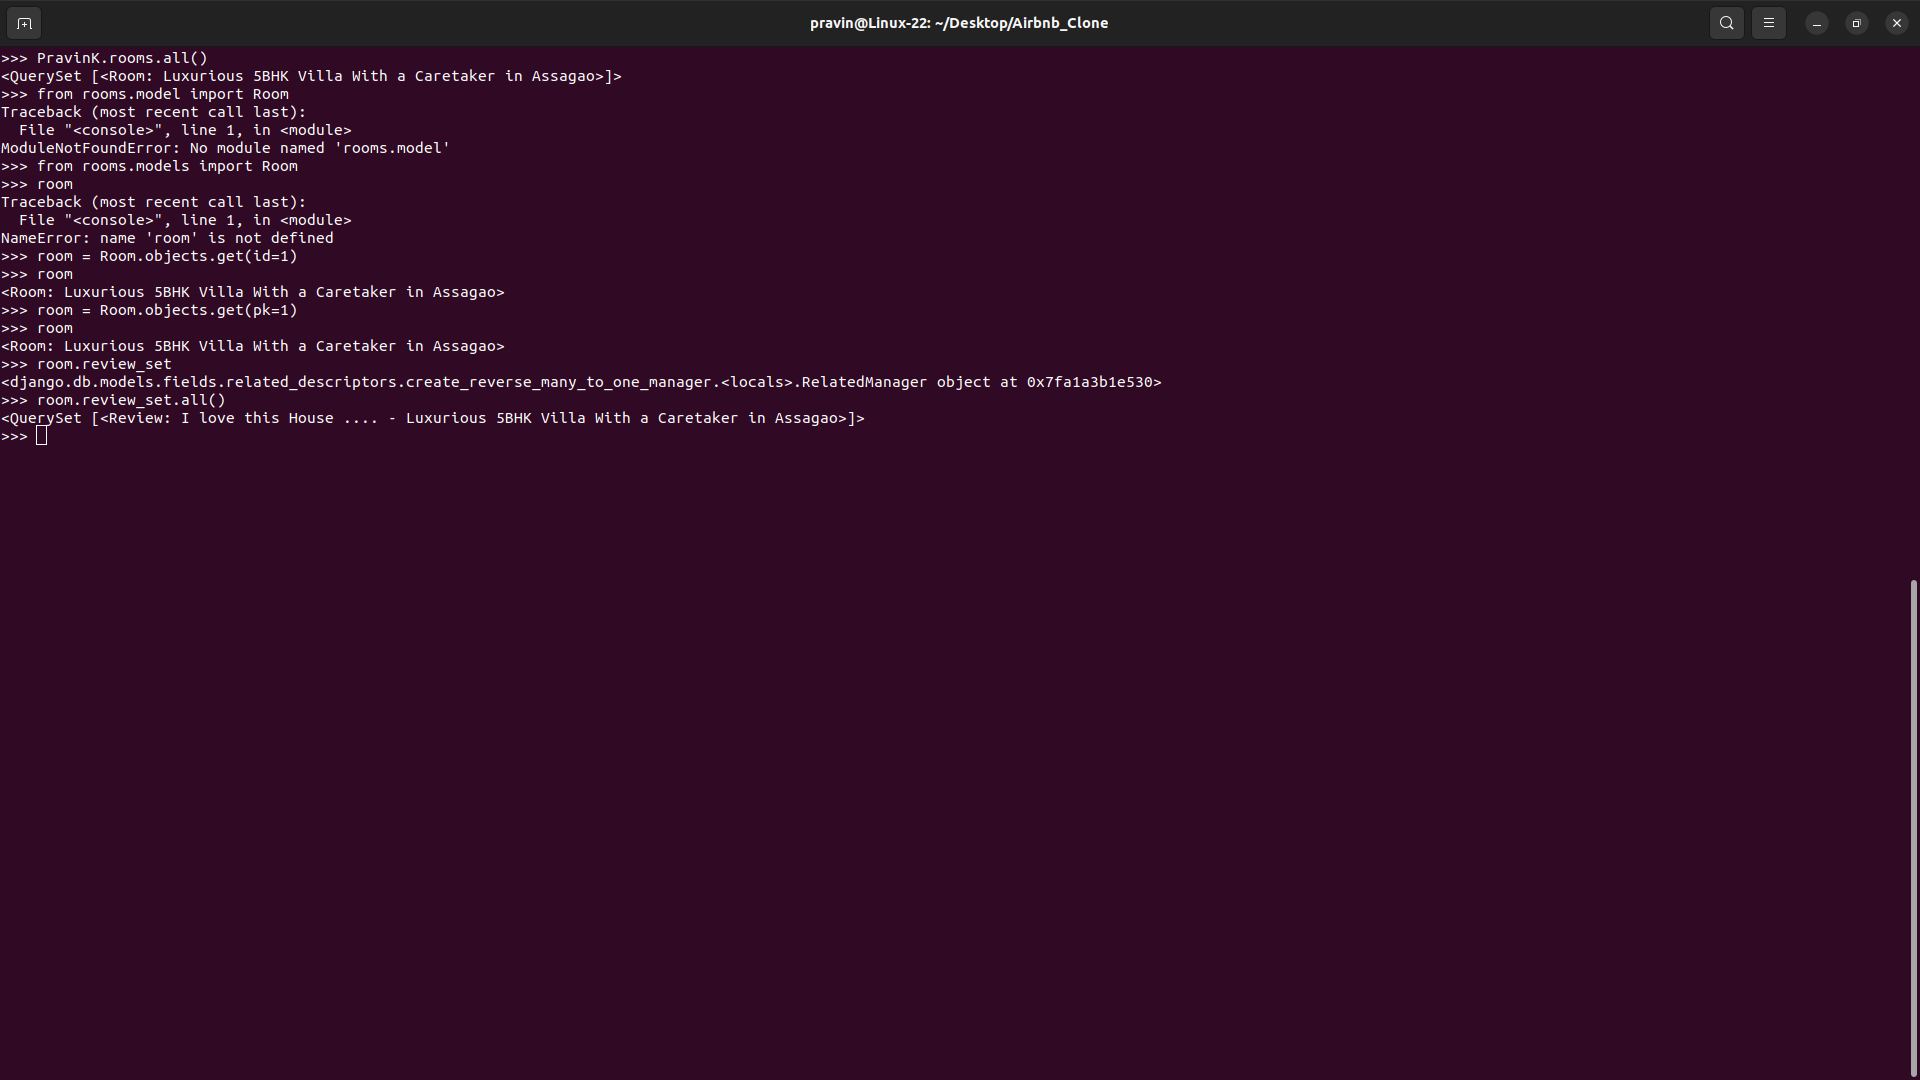 pravin@Linux-22: ~/Desktop/Airbnb_Clone
>>> PravinK.rooms.all()
<QuerySet [<Room: Luxurious 5BHK Villa With a Caretaker in Assagao>]>
>>> from rooms.model import Room
Traceback (most recent call last):
  File "<console>", line 1, in <module>
ModuleNotFoundError: No module named 'rooms.model'
>>> from rooms.models import Room
>>> room
Traceback (most recent call last):
  File "<console>", line 1, in <module>
NameError: name 'room' is not defined
>>> room = Room.objects.get(id=1)
>>> room
<Room: Luxurious 5BHK Villa With a Caretaker in Assagao>
>>> room = Room.objects.get(pk=1)
>>> room
<Room: Luxurious 5BHK Villa With a Caretaker in Assagao>
>>> room.review_set
<django.db.models.fields.related_descriptors.create_reverse_many_to_one_manager.<locals>.RelatedManager object at 0x7fa1a3b1e530>
>>> room.review_set.all()
<QuerySet [<Review: I love this House .... - Luxurious 5BHK Villa With a Caretaker in Assagao>]>
>>>